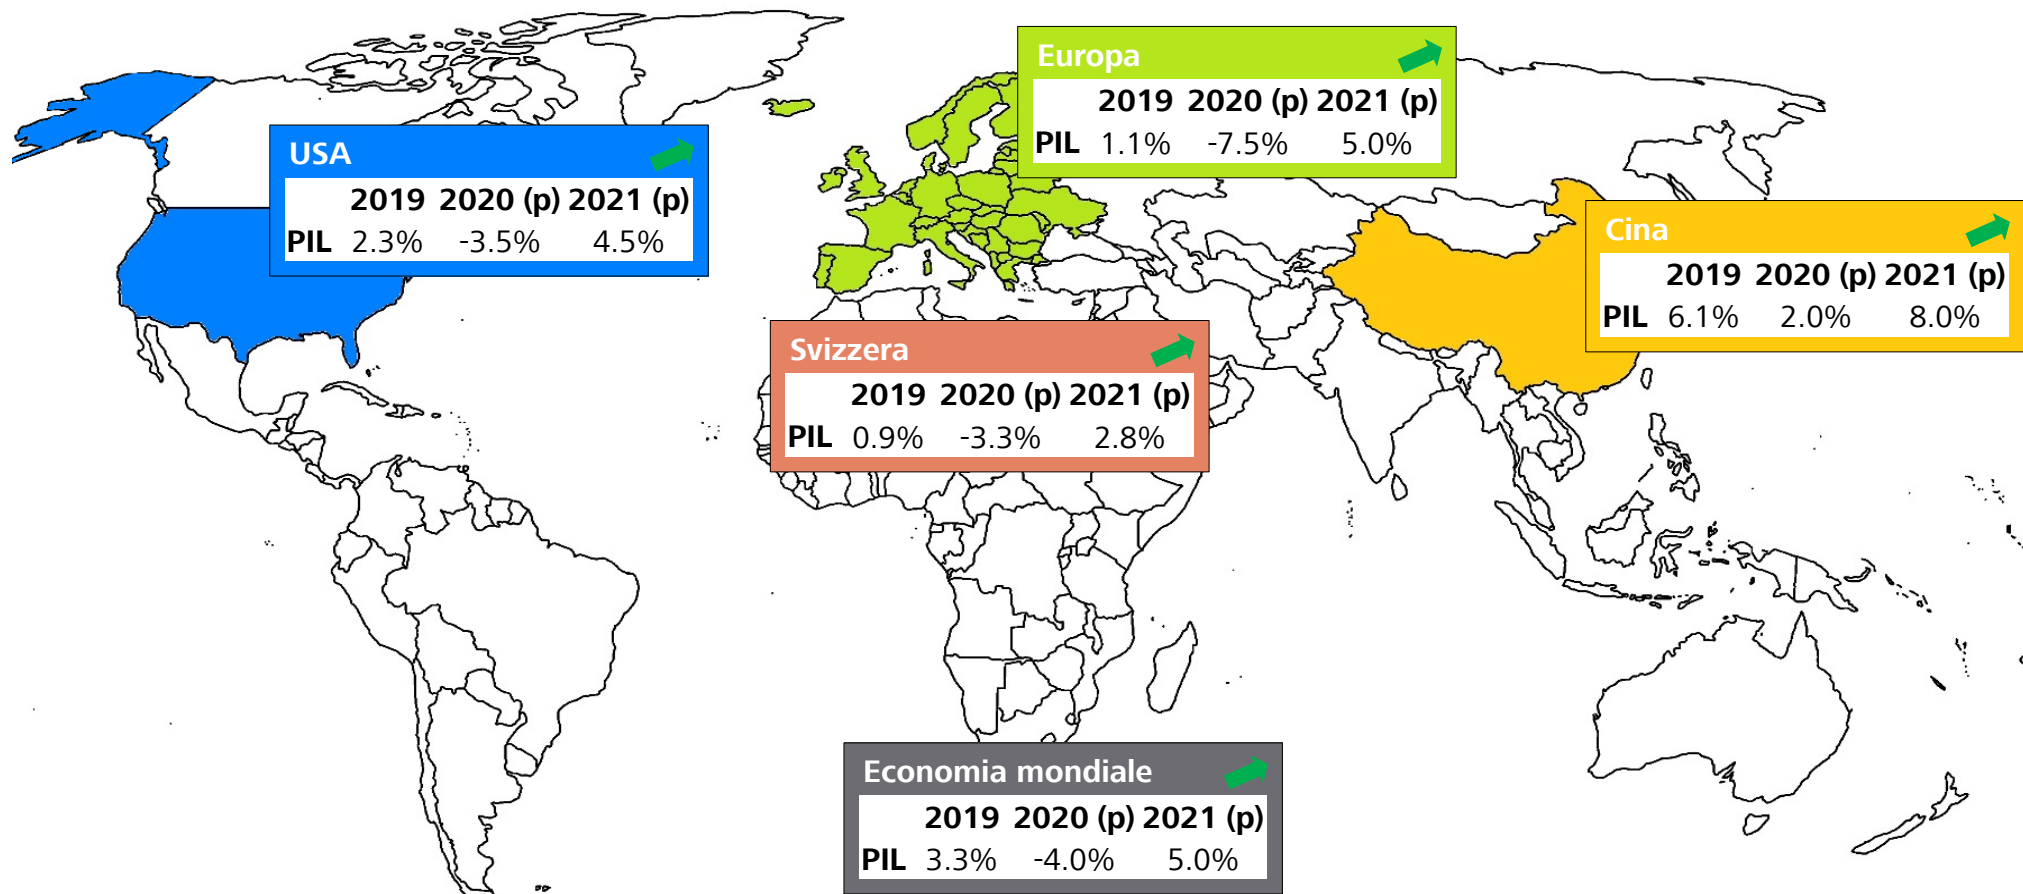 Europa
2019 2020 (p) 2021 (p)
PIL 1.1% -7.5% 5.0%
USA
2019 2020 (p) 2021 (p)
PIL 2.3% -3.5% 4.5%
Cina
2019 2020 (p) 2021 (p)
PIL 6.1% 2.0% 8.0%
Svizzera
2019 2020 (p) 2021 (p)
PIL 0.9% -3.3% 2.8%
Economia mondiale
2019 2020 (p) 2021 (p)
PIL 3.3% -4.0% 5.0%